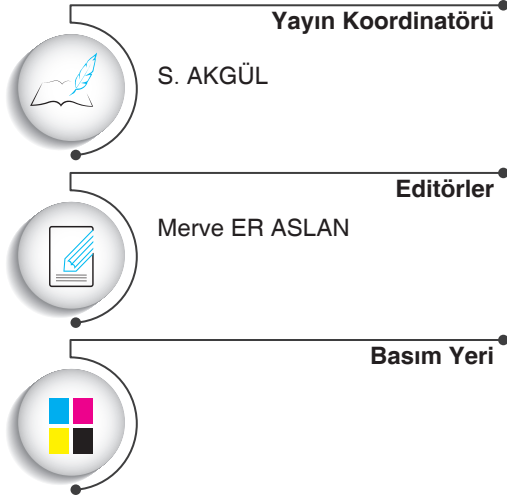 Yayın Koordinatörü
S. AKGÜL
Editörler
Merve ER ASLAN
Basım Yeri